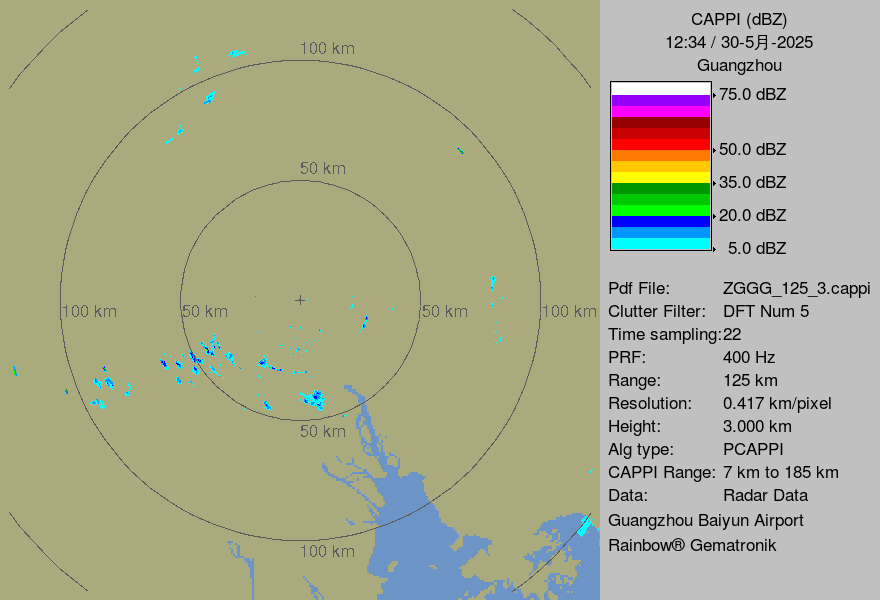 100 km
50 km
100 km
50 km
50 km
100 km
50 km
100 km
CAPPI (dBZ)
12:34 / 30-5月-2025
Guangzhou
75.0 dBZ
50.0 dBZ
35.0 dBZ
20.0 dBZ
5.0 dBZ
Pdf File: ZGGG_125_3.cappi
Clutter Filter: DFT Num 5
Time sampling:22
PRF: 400 Hz
Range: 125 km
Resolution: 0.417 km/pixel
Height: 3.000 km
Alg type: PCAPPI
CAPPI Range: 7 km to 185 km
Data: Radar Data
Guangzhou Baiyun Airport
Rainbow® Gematronik